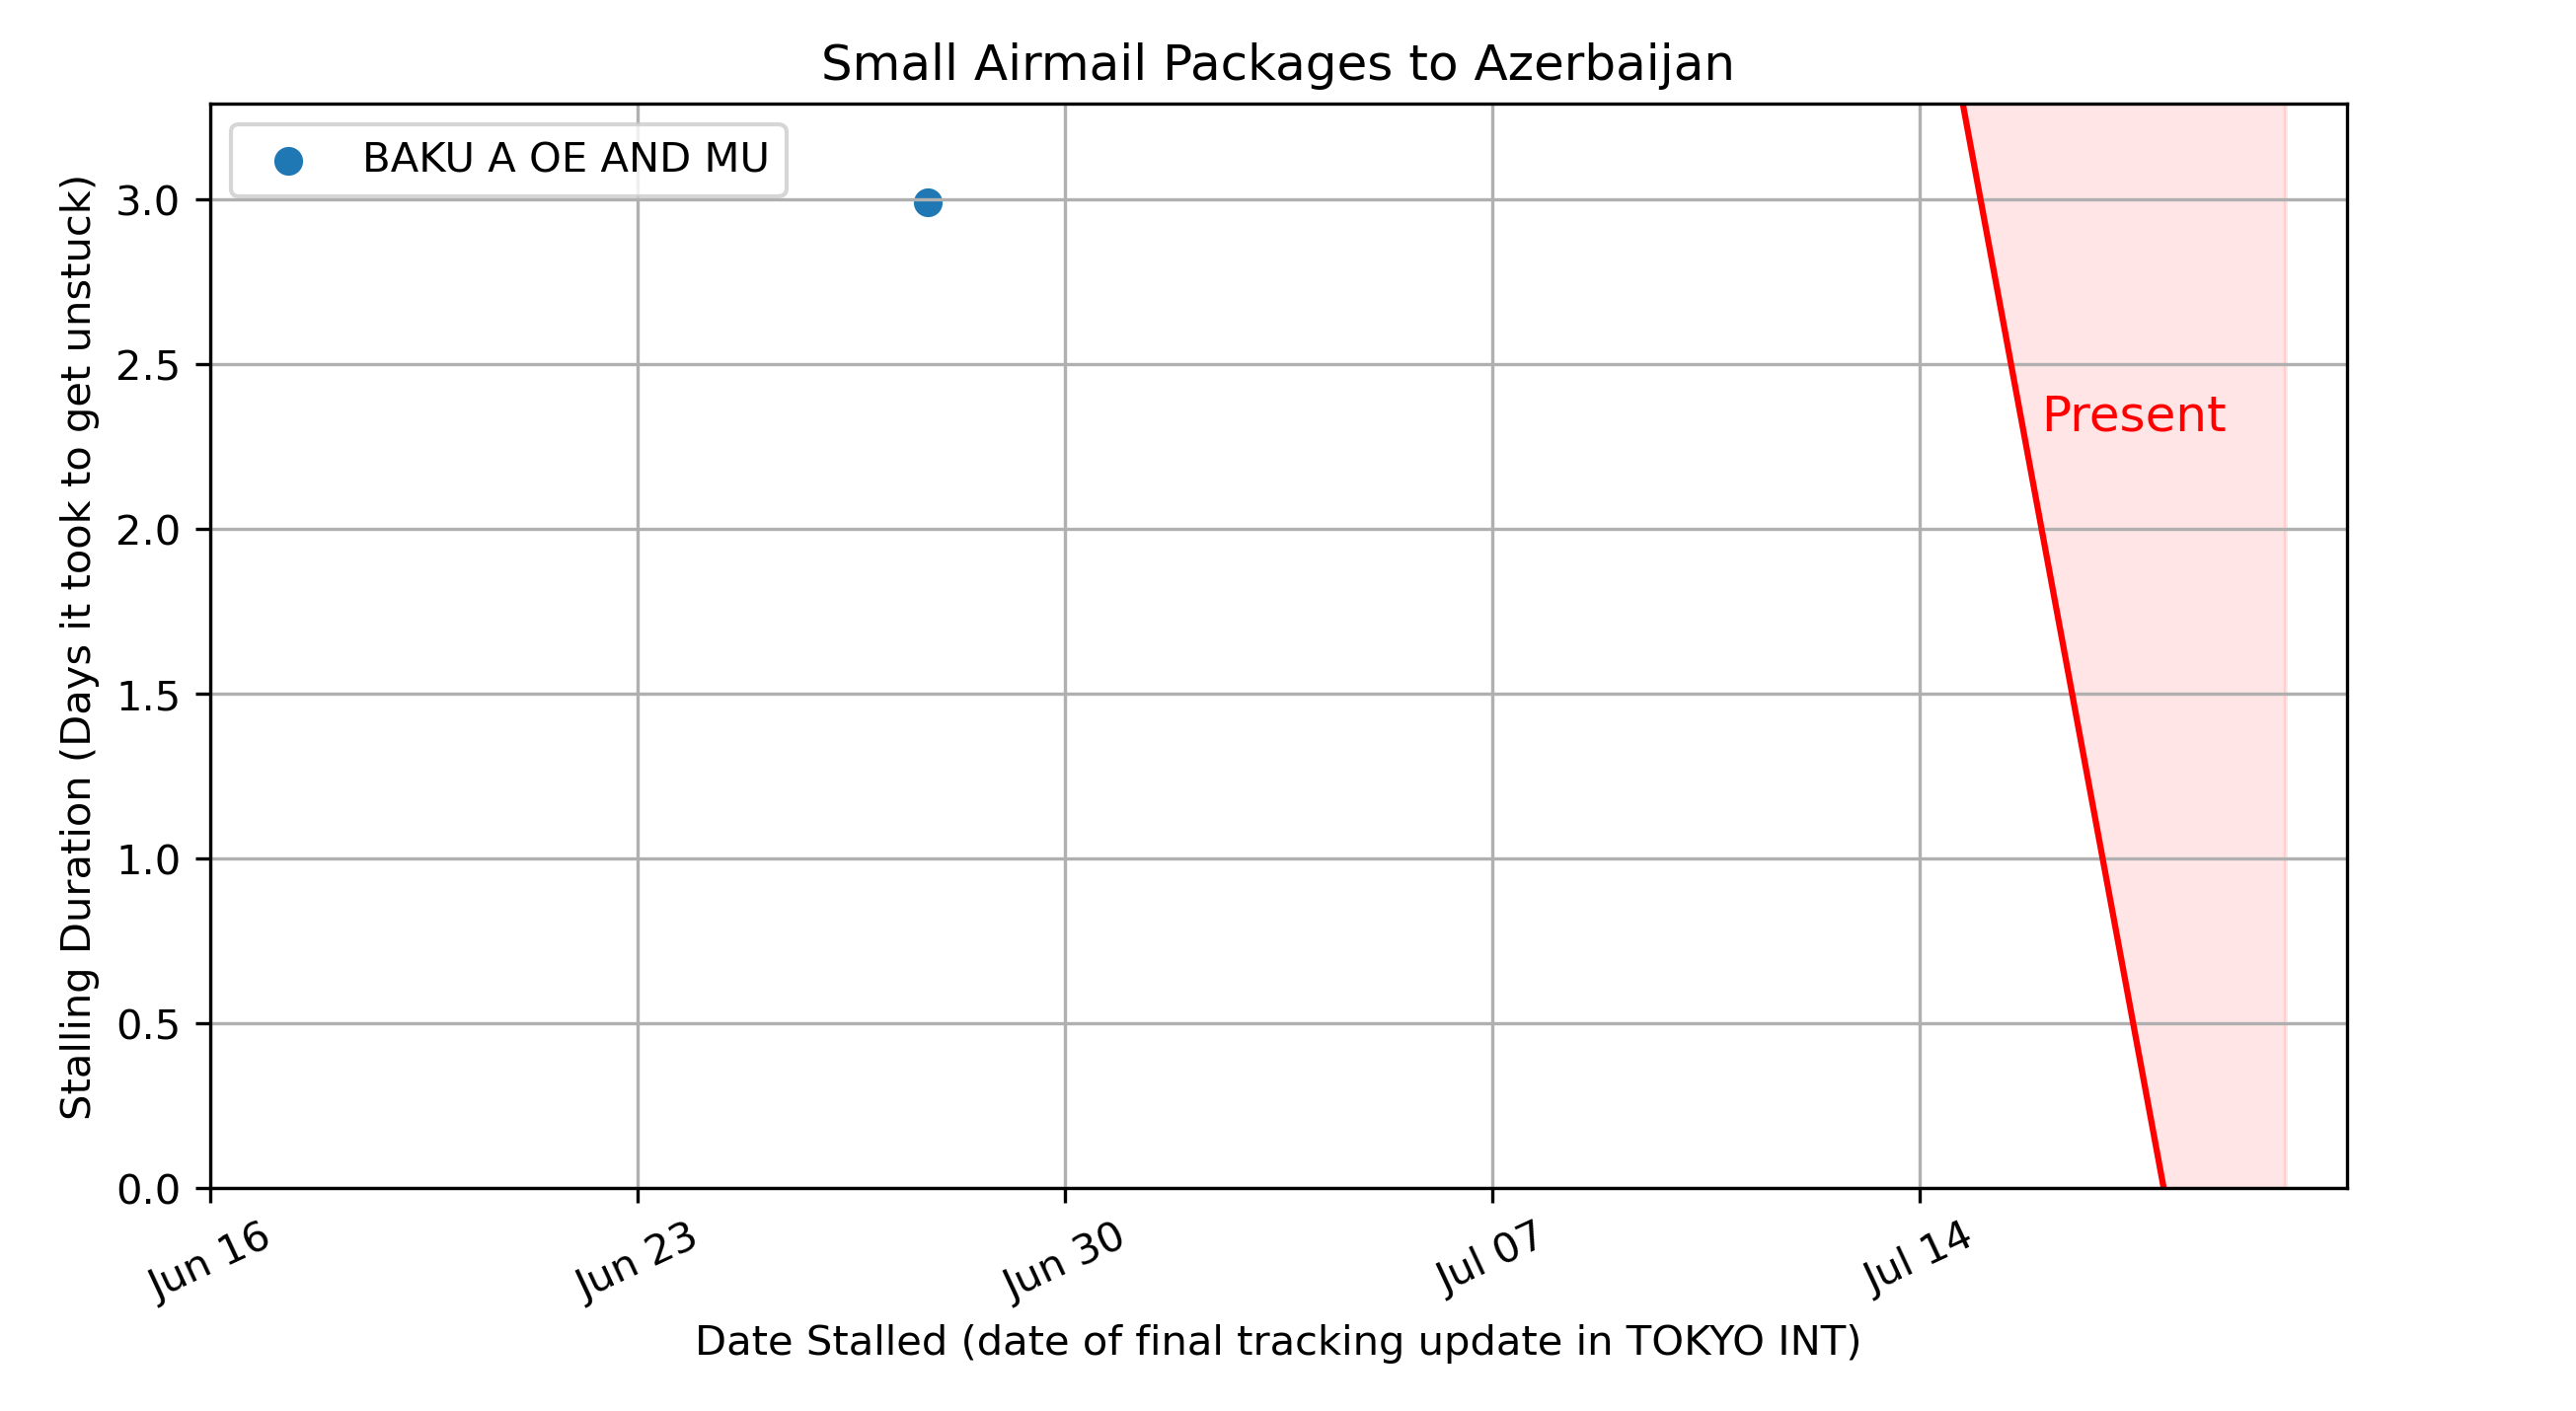 Small Airmail Packages to Azerbaijan
BAKU A OE AND MU
Stalling Duration (Days it took to get unstuck)
3.0
2.5
2.0
1.5
1.0
0.5
0.0
Present
Jun 16
Jun 23
Jun 30
Jul 07
Jul 14
Date Stalled (date of final tracking update in TOKYO INT)